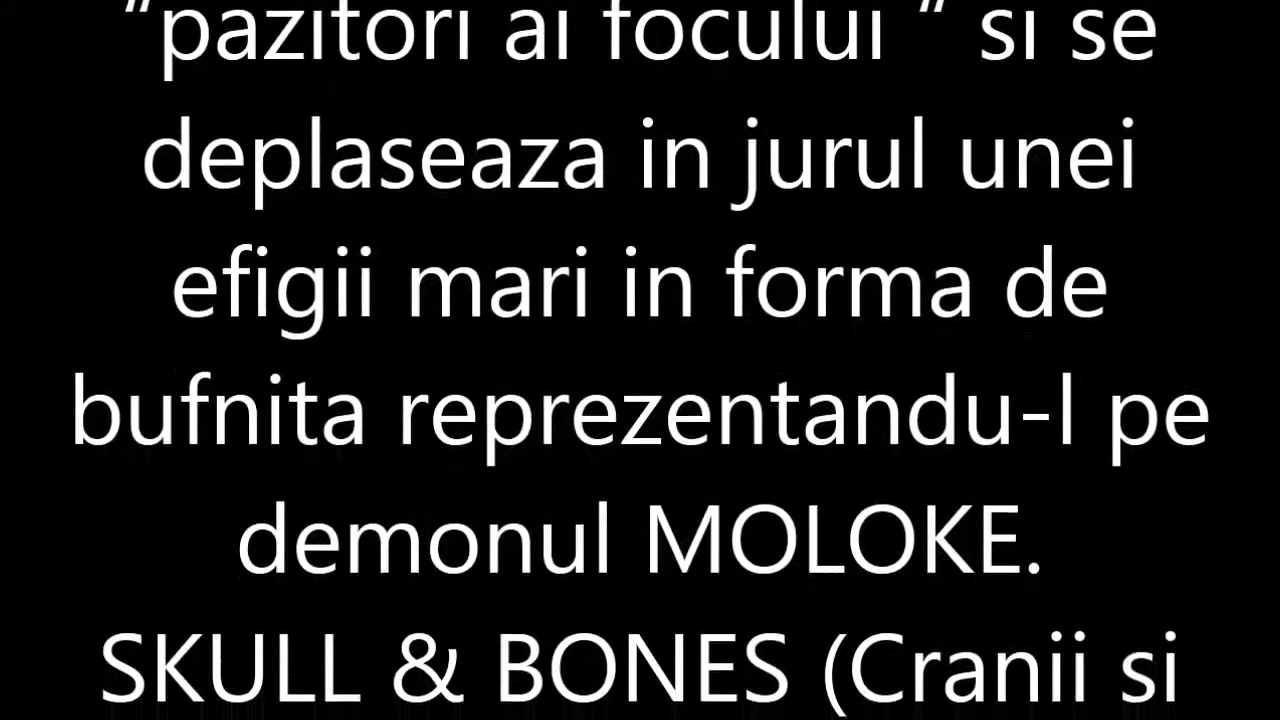 "pazitori ai focului " si se
deplaseaza in jurul unei
efigii mari in forma de
bufnita reprezentandu-l pe
demonul MOLOKE.
SKULL & BONES (Cranii si